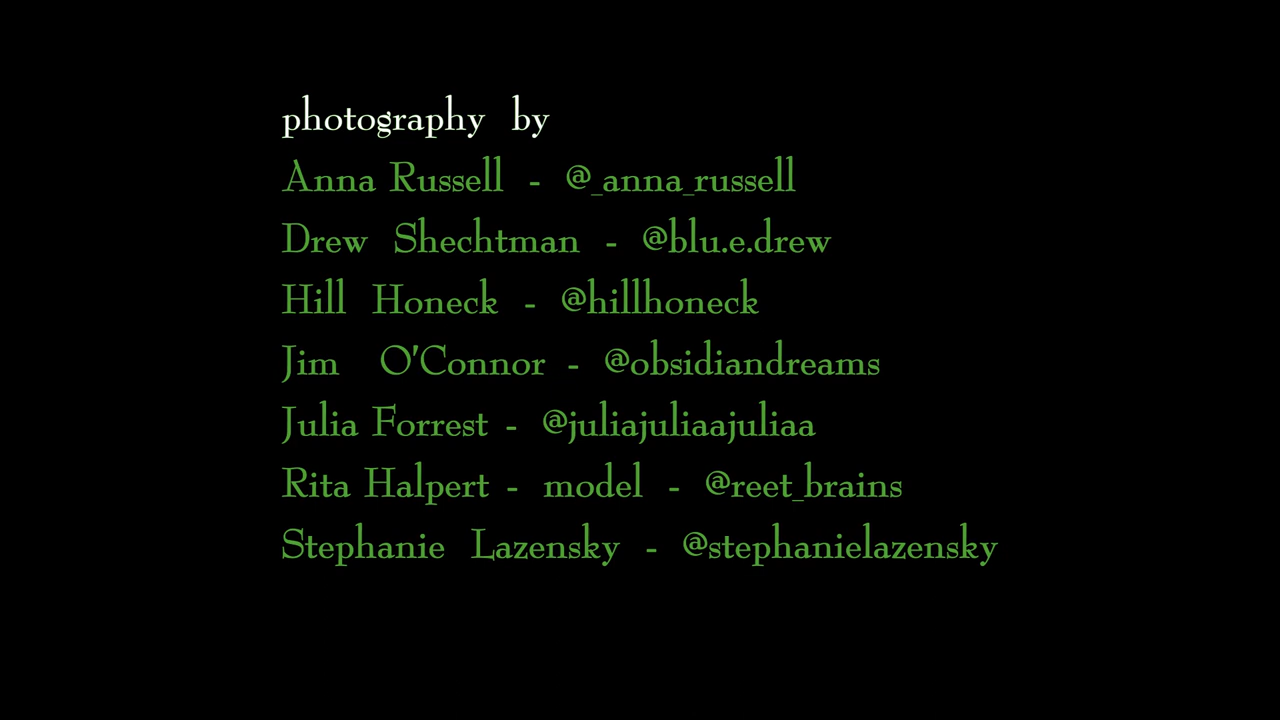 photography by
Anna Russell - @_anna_russell
Drew Shechtman - @blu.e.drew
Hill Honeck - @hillhoneck
Jim O'Connor - @obsidiandreams
Julia Forrest - @juliajuliaajuliaa
Rita Halpert - model - @reet_brains
Stephanie Lazensky - @stephanielazensky